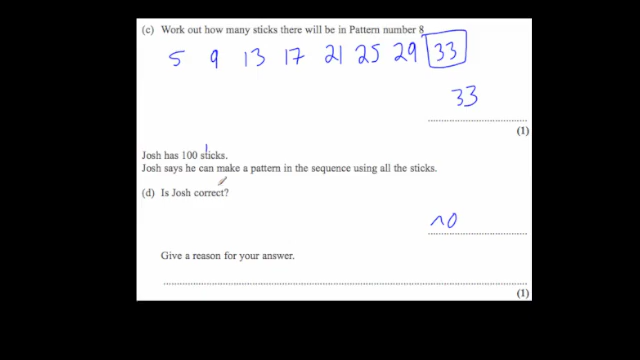 (c) Work out how many sticks there will be in Pattern number 8
5 9 13 17 21 25 29 33
33
(1)
Josh has 100 sticks.
Josh says he can make a pattern in the sequence using all the sticks.
(d) Is Josh correct?
no
Give a reason for your answer.
(1)